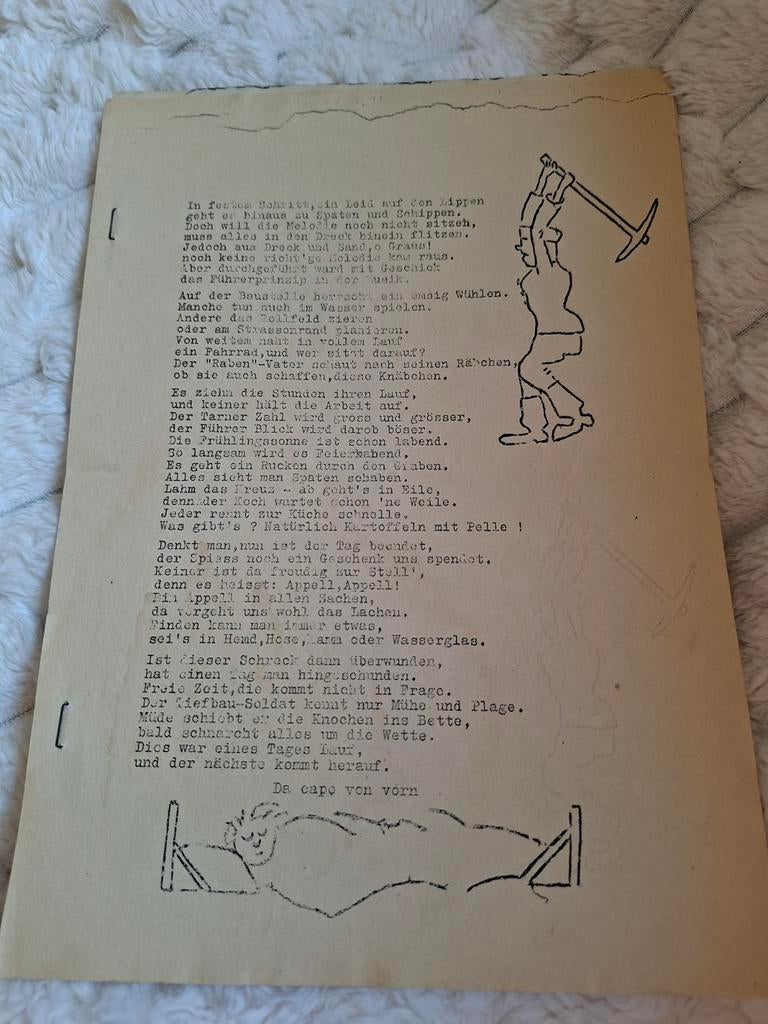 In festem Schritt, ein Leid auf den Lippen
geht es hinaus zu Spaten und Schippen.
Doch will die Melodie noch nicht sitzen,
muss alles in den Dreck hinein flitzen.
Jedoch aus Dreck und Sand,o Graus!
noch keine richt'ge Melodie kam raus.
Aber durchgeführt ward mit Geschick
das Führerprinzip in der Musik.
Auf der Baustelle herrscht ein emsig Wühlen.
Manche tun auch im Wasser spielen.
Andere das Rollfeld zieren
oder am Strassenrand planieren.
Von weitem naht in vollem Lauf
ein Fahrrad,und wer sitzt darauf?
Der "Raben"-Vater schaut nach seinen Räbchen,
ob sie auch schaffen,diese Knäbchen.
Es ziehn die Stunden ihren Lauf,
und keiner hält die Arbeit auf.
Der Tarner Zahl wird gross und grösser,
der Führer Blick wird darob böser.
Die Frühlingssonne ist schon labend.
So langsam wird es Feierabend.
Es geht ein Rucken durch den Graben.
Alles sieht man Spaten schaben.
Lahm das Kreuz - ab geht's in Eile,
denn der Koch wartet schon 'ne Weile.
Jeder rennt zur Küche schnelle.
Was gibt's ? Natürlich Kartoffeln mit Pelle !
Denkt man,nun ist der Tag beendet,
der Spiess noch ein Geschenk uns spendet.
Keiner ist da freudig zur Stell',
denn es heisst: Appell,Appell!
Ein Appell in allen Sachen,
da vergeht uns wohl das Lachen.
Finden kann man immer etwas,
sei's in Hemd,Hose,Kamm oder Wasserglas.
Ist dieser Schreck dann überwunden,
hat einen Tag man hingeschunden.
Freie Zeit,die kommt nicht in Frage.
Der Tiefbau-Soldat kennt nur Mühe und Plage.
Müde schiebt er die Knochen ins Bette,
bald schnarcht alles um die Wette.
Dies war eines Tages Lauf,
und der nächste kommt herauf.
Da capo von vorn